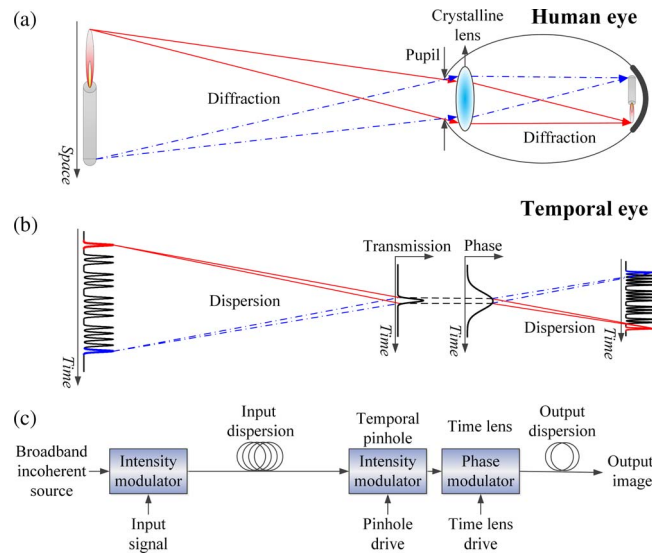 (a)
Human eye
Crystalline
lens
Pupil
Diffraction
Diffraction
Space
(b)
Temporal eye
Transmission
Phase
Dispersion
Dispersion
Time
Time
Time
Time
(c)
Input
dispersion
Temporal
pinhole
Time lens
Output
dispersion
Broadband
incoherent
source
Intensity
modulator
Intensity
modulator
Phase
modulator
Output
image
Input
signal
Pinhole
drive
Time lens
drive